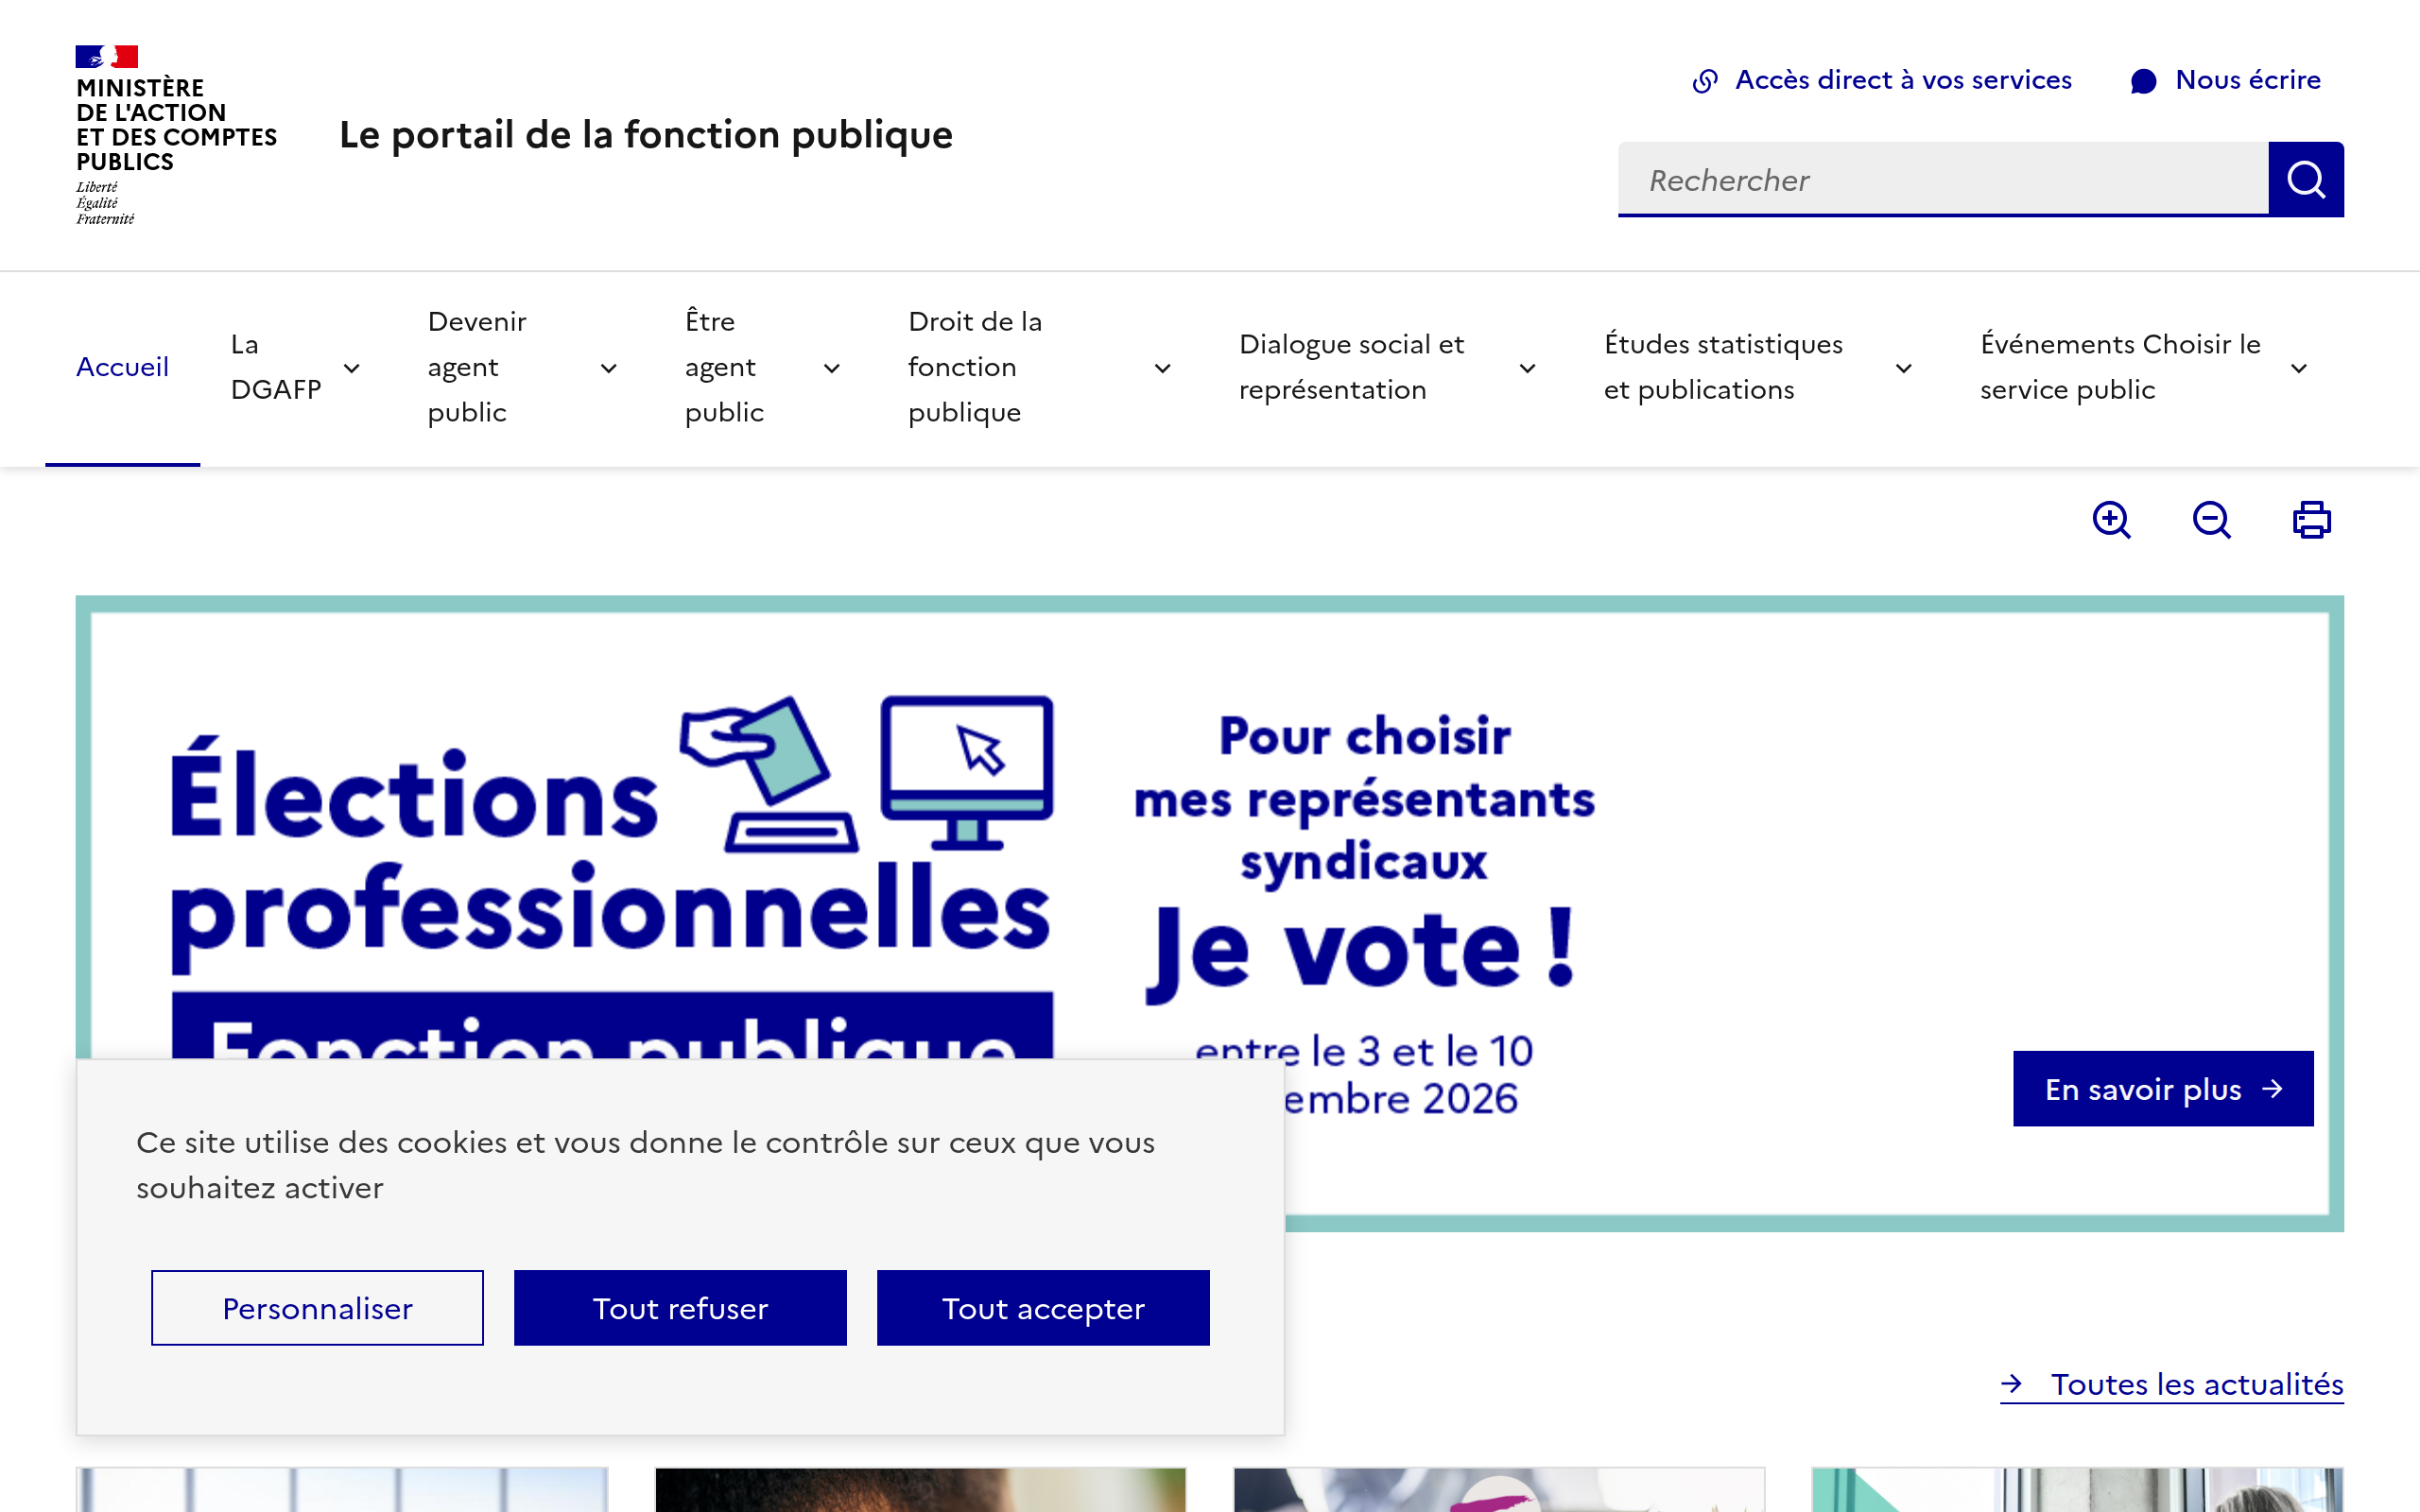 MINISTÈRE
DE L'ACTION
ET DES COMPTES
PUBLICS
Liberté
Égalité
Fraternité
Le portail de la fonction publique
Accès direct à vos services
Nous écrire
Rechercher
Accueil
La
DGAFP
Devenir
agent
public
Être
agent
public
Droit de la
fonction
publique
Dialogue social et
représentation
Études statistiques
et publications
Événements Choisir le
service public
Élections
professionnelles
Fonction publique
Pour choisir
mes représentants
syndicaux
Je vote !
entre le 3 et le 10
embre 2026
En savoir plus
Ce site utilise des cookies et vous donne le contrôle sur ceux que vous
souhaitez activer
Personnaliser
Tout refuser
Tout accepter
Toutes les actualités